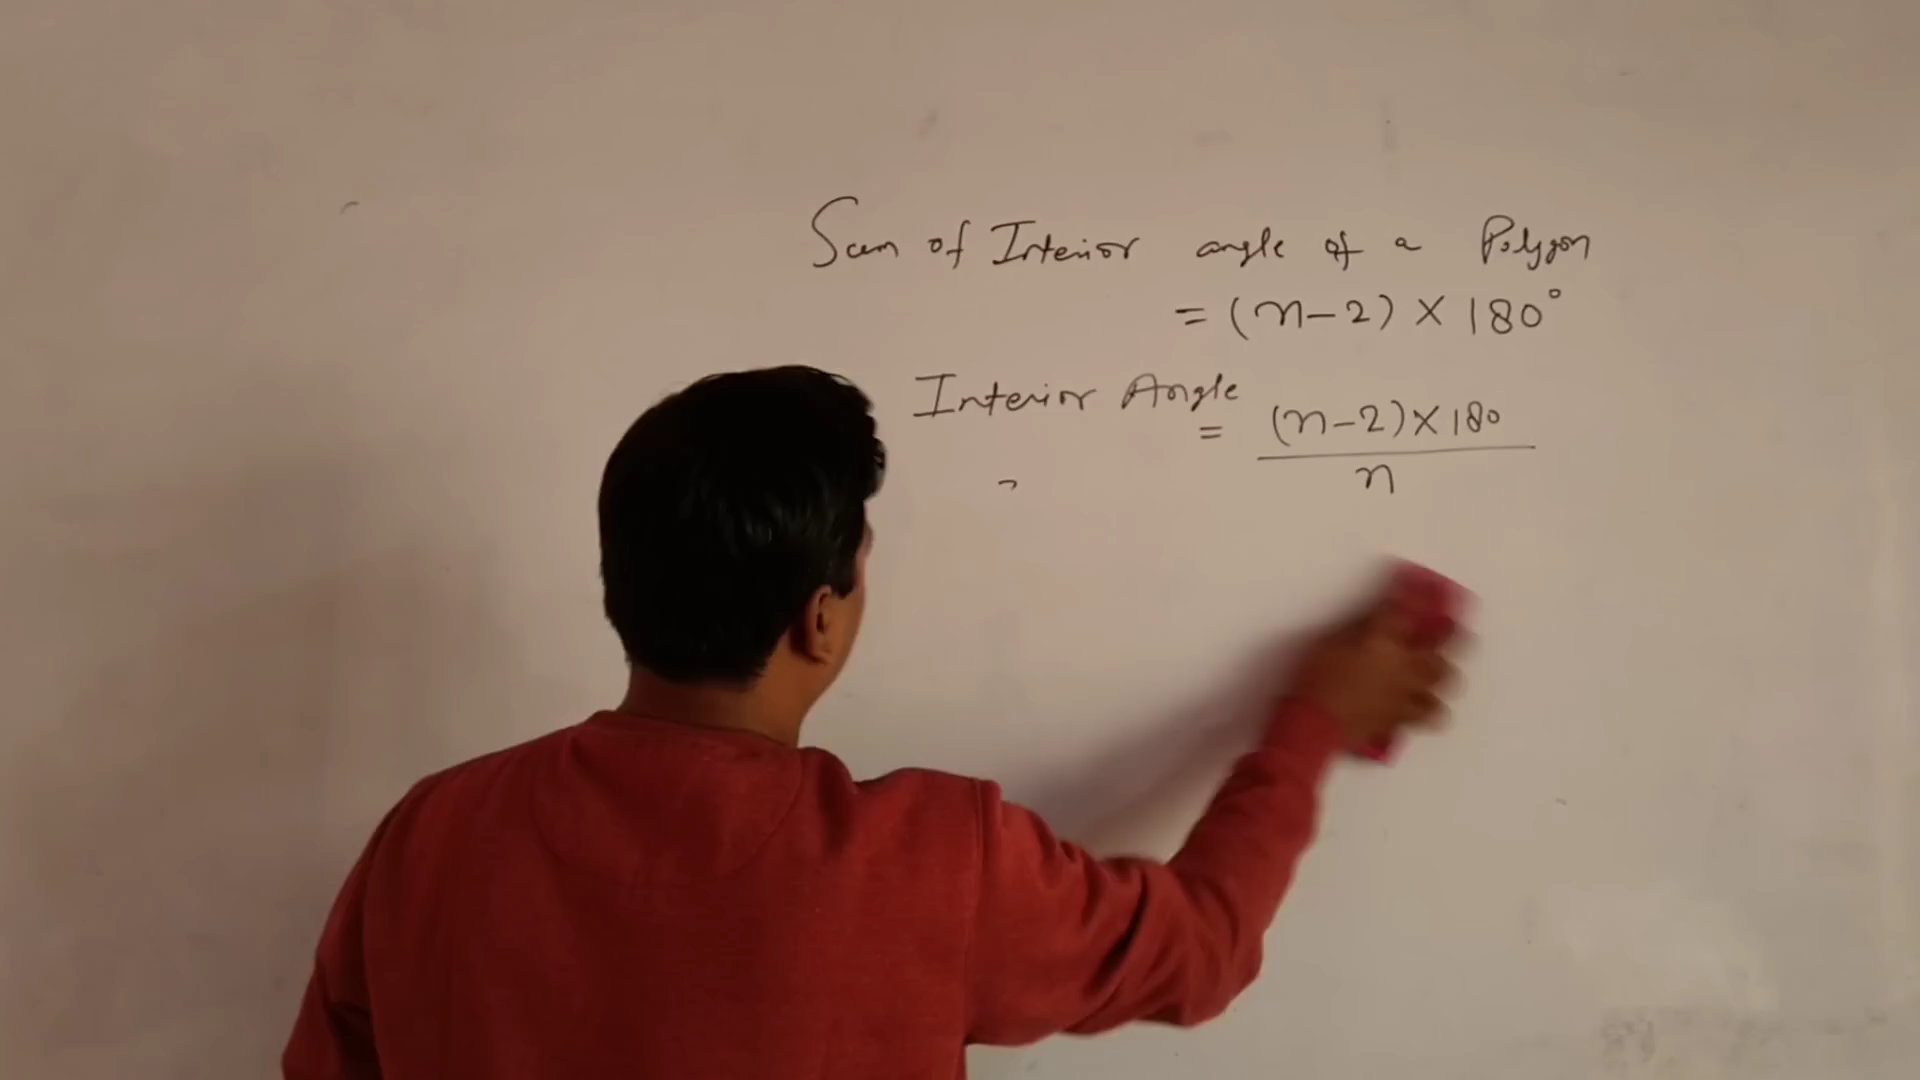 Sum of Interior angle of a Polygon
= (n-2) × 180°
Interior Angle
= (n-2)×180
n